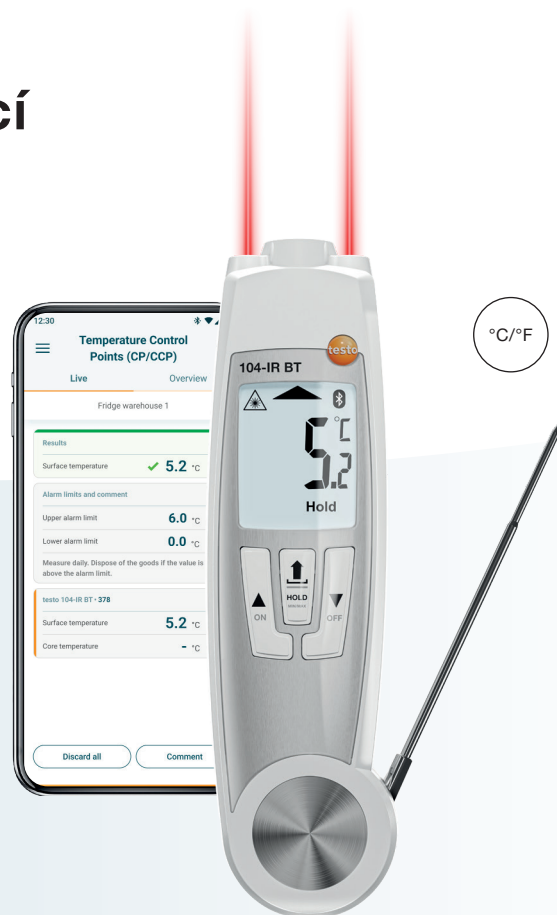 cí
°C/°F
12:30
Temperature Control
Points (CP/CCP)
Live
Overview
Fridge warehouse 1
Results
Surface temperature 5.2 °C
Alarm limits and comment
Upper alarm limit 6.0 °C
Lower alarm limit 0.0 °C
Measure daily. Dispose of the goods if the value is
above the alarm limit.
testo 104-IR BT • 378
Surface temperature 5.2 °C
Core temperature - °C
Discard all
Comment
testo
104-IR BT
5.2 °C
Hold
HOLD
ON
OFF